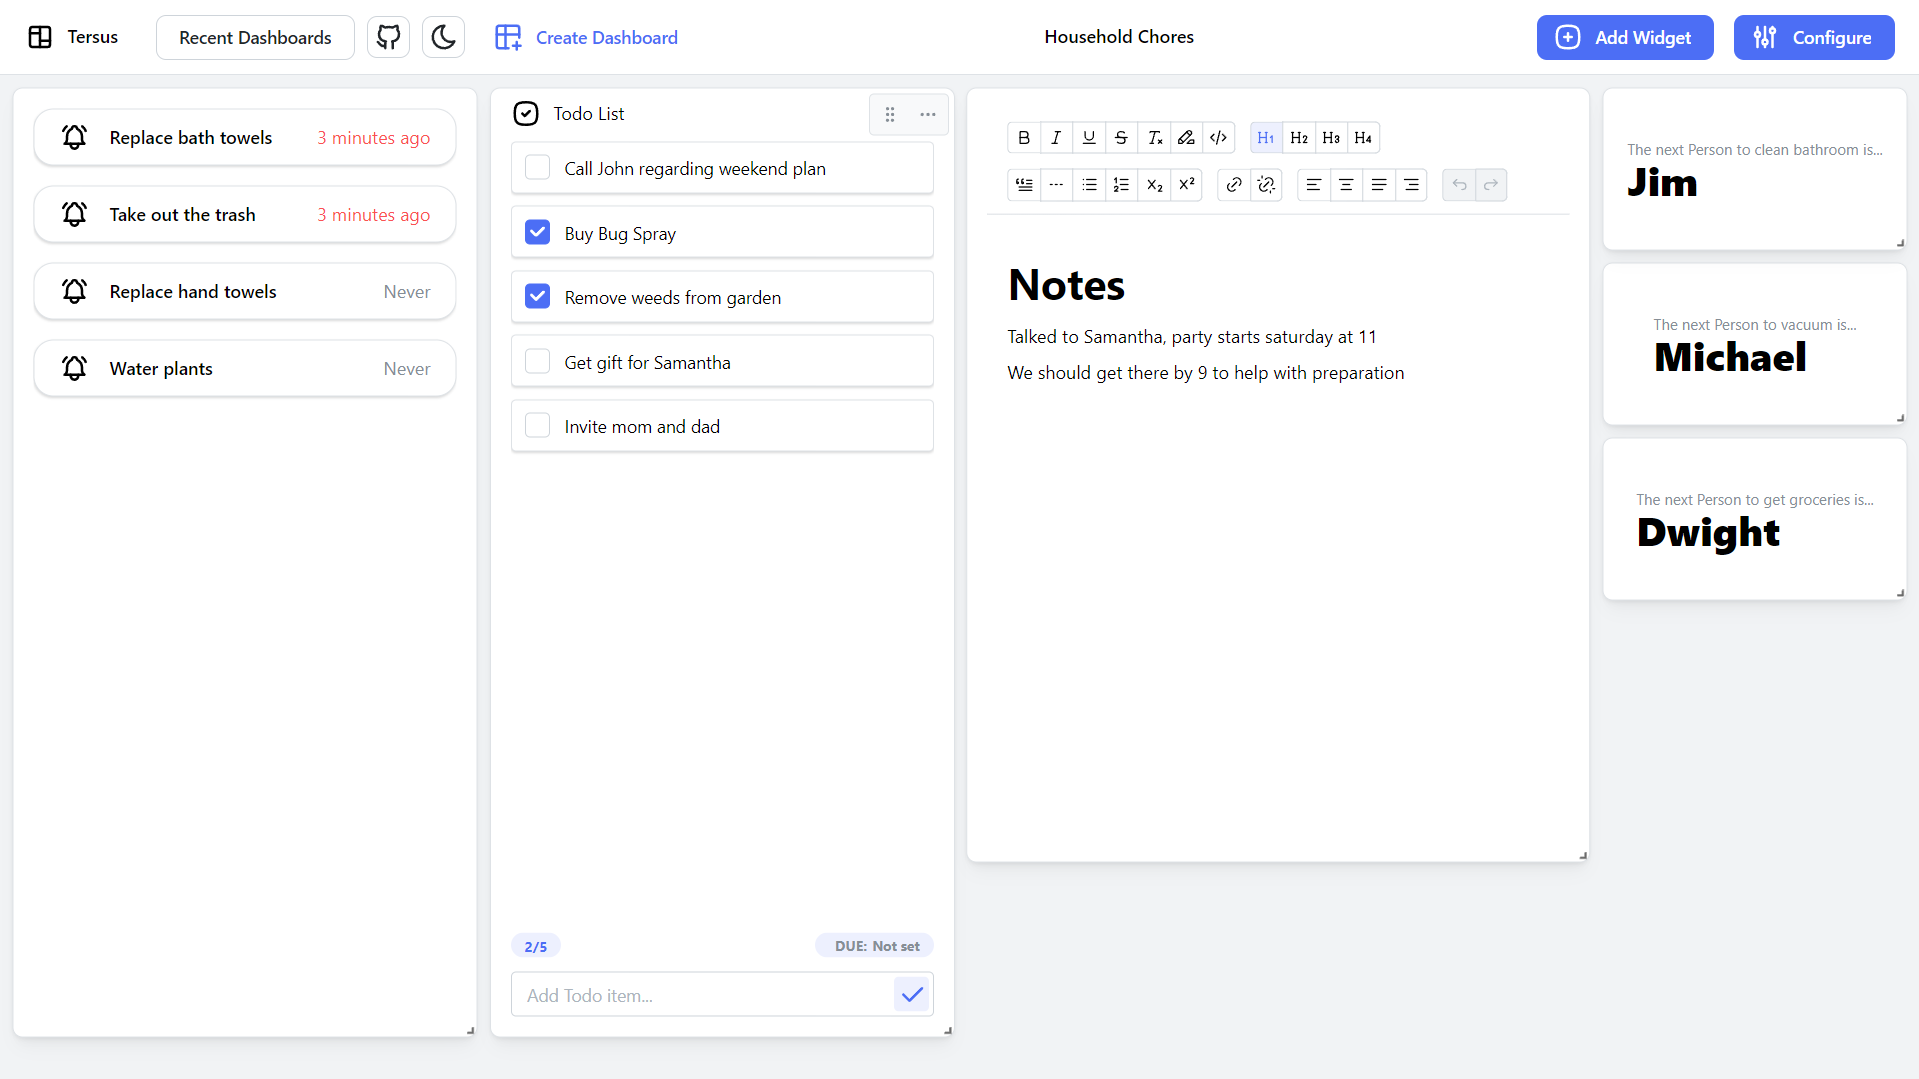 Tersus
Recent Dashboards
Create Dashboard
Household Chores
Add Widget
Configure
Replace bath towels 3 minutes ago
Take out the trash 3 minutes ago
Replace hand towels Never
Water plants Never
Todo List
Call John regarding weekend plan
Buy Bug Spray
Remove weeds from garden
Get gift for Samantha
Invite mom and dad
2/5
DUE: Not set
Add Todo item...
B I U S Tx </> H1 H2 H3 H4
X2 X2
Notes
Talked to Samantha, party starts saturday at 11
We should get there by 9 to help with preparation
The next Person to clean bathroom is...
Jim
The next Person to vacuum is...
Michael
The next Person to get groceries is...
Dwight